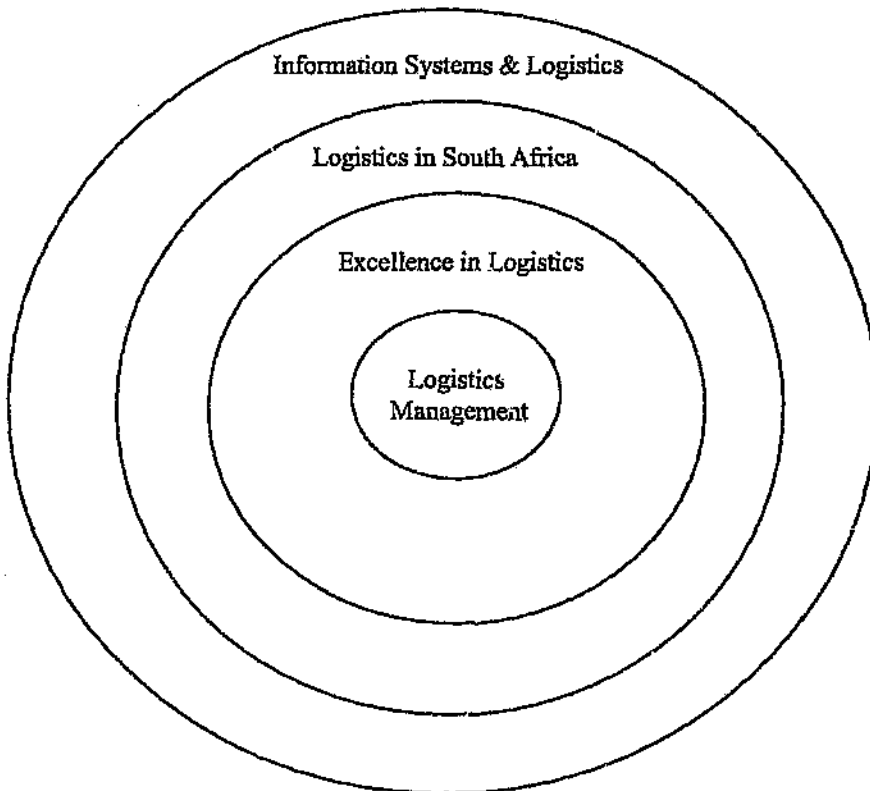 Information Systems & Logistics
Logistics in South Africa
Excellence in Logistics
Logistics
Management